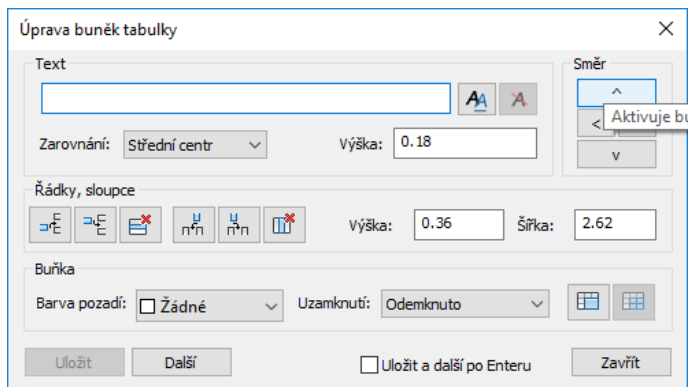 Úprava buněk tabulky
Text
Směr
Aktivuje
Zarovnání: Střední centr
Výška: 0.18
<
v
Řádky, sloupce
Výška: 0.36
Šířka: 2.62
Buňka
Barva pozadí: Žádné
Uzamknutí: Odemknuto
Uložit
Další
Uložit a další po Enteru
Zavřít